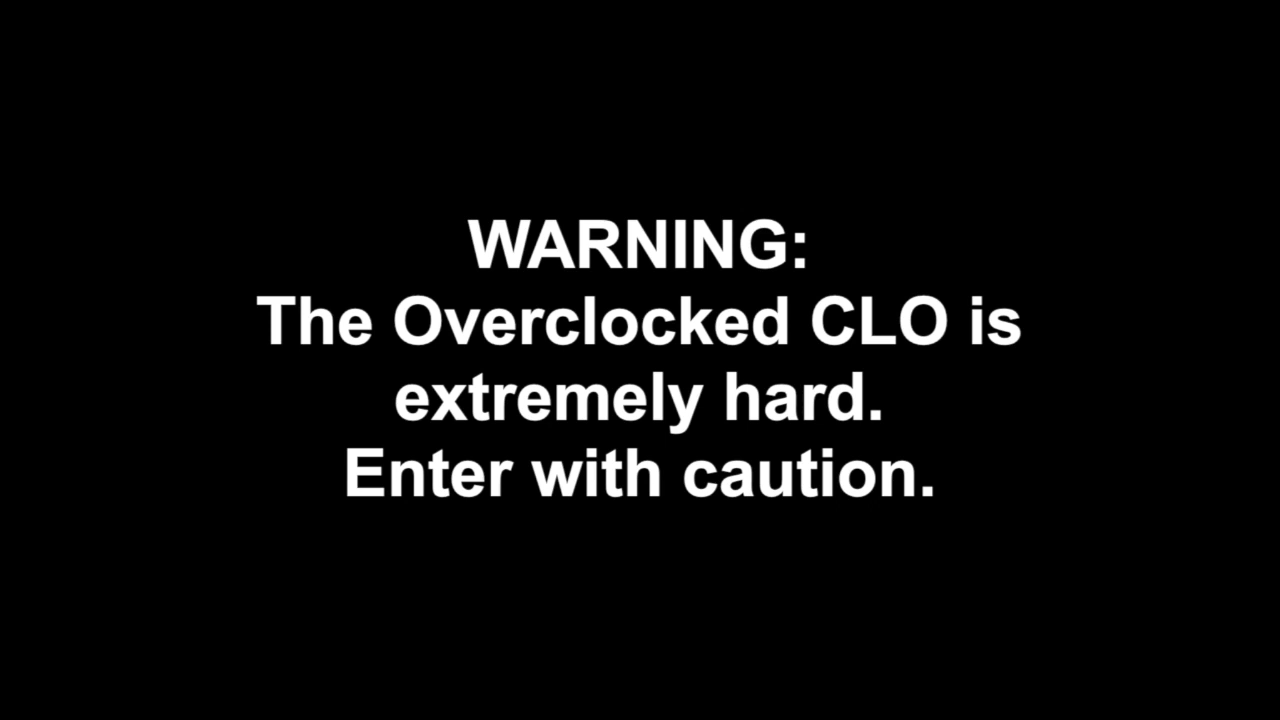 WARNING:
The Overclocked CLO is
extremely hard.
Enter with caution.